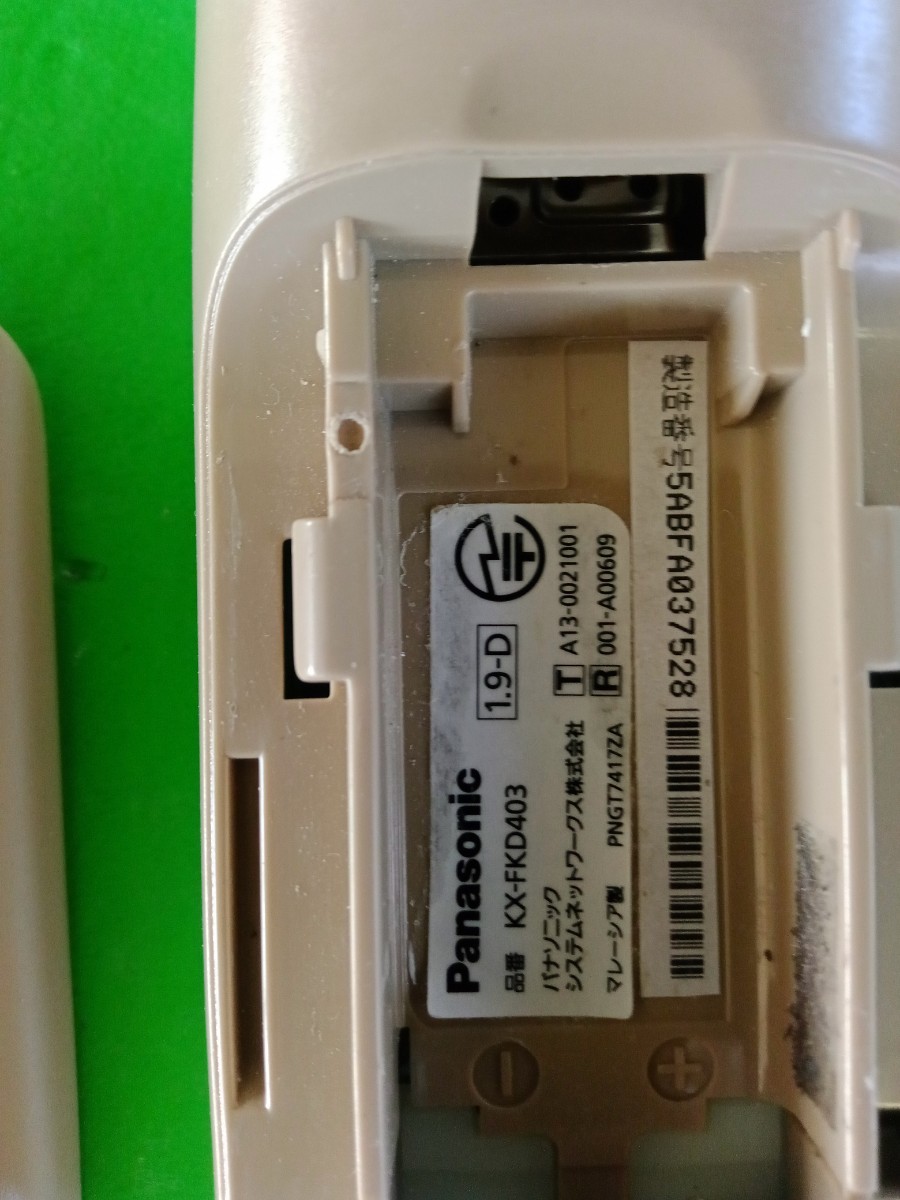 Panasonic 1.9-D
品番 KX-FKD403
パナソニック
システムネットワークス株式会社 T A13-0021001
マレーシア製 PNGT7417ZA R 001-A00609
製造番号5ABFA037528
− +